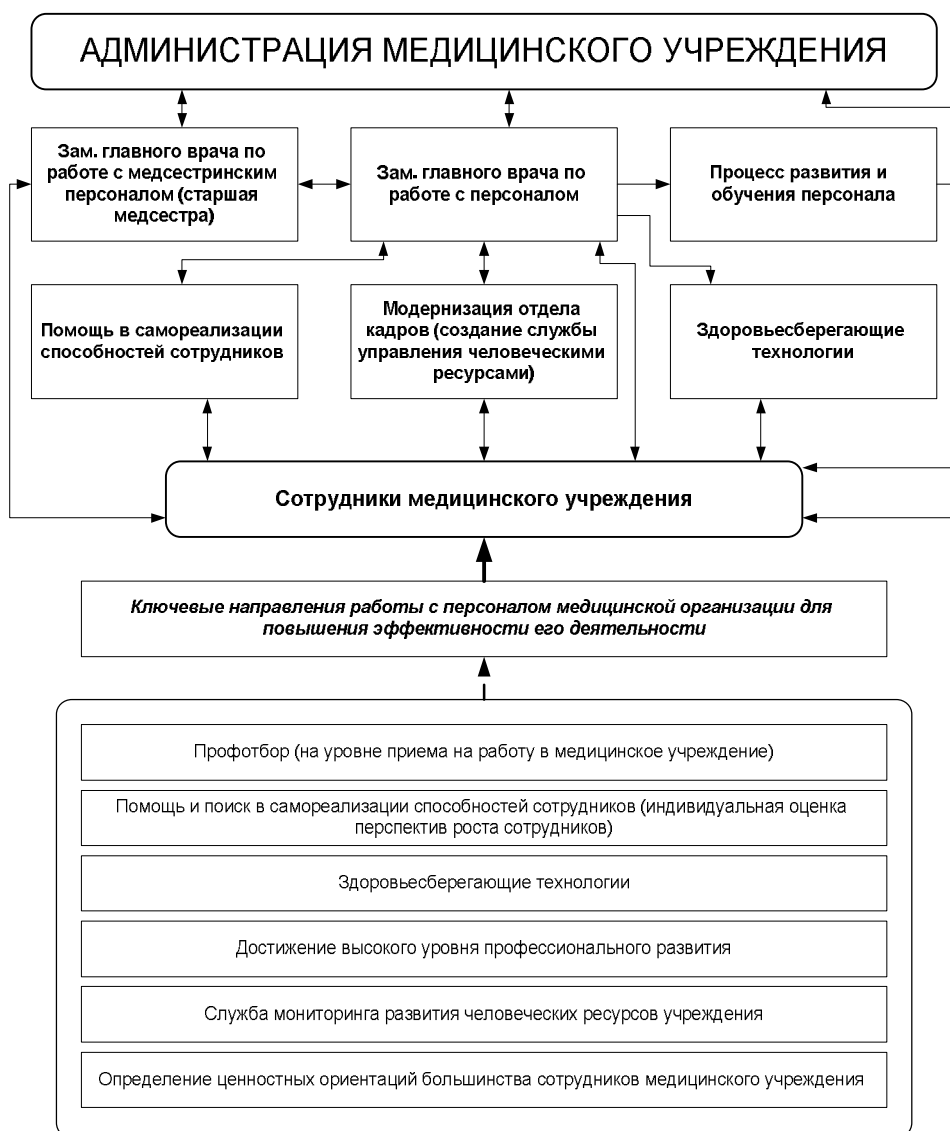 АДМИНИСТРАЦИЯ МЕДИЦИНСКОГО УЧРЕЖДЕНИЯ
Зам. главного врача по
работе с медсестринским
персоналом (старшая
медсестра)
Зам. главного врача по
работе с персоналом
Процесс развития и
обучения персонала
Помощь в самореализации
способностей сотрудников
Модернизация отдела
кадров (создание службы
управления человеческими
ресурсами)
Здоровьесберегающие
технологии
Сотрудники медицинского учреждения
Ключевые направления работы с персоналом медицинской организации для
повышения эффективности его деятельности
Профотбор (на уровне приема на работу в медицинское учреждение)
Помощь и поиск в самореализации способностей сотрудников (индивидуальная оценка
перспектив роста сотрудников)
Здоровьесберегающие технологии
Достижение высокого уровня профессионального развития
Служба мониторинга развития человеческих ресурсов учреждения
Определение ценностных ориентаций большинства сотрудников медицинского учреждения